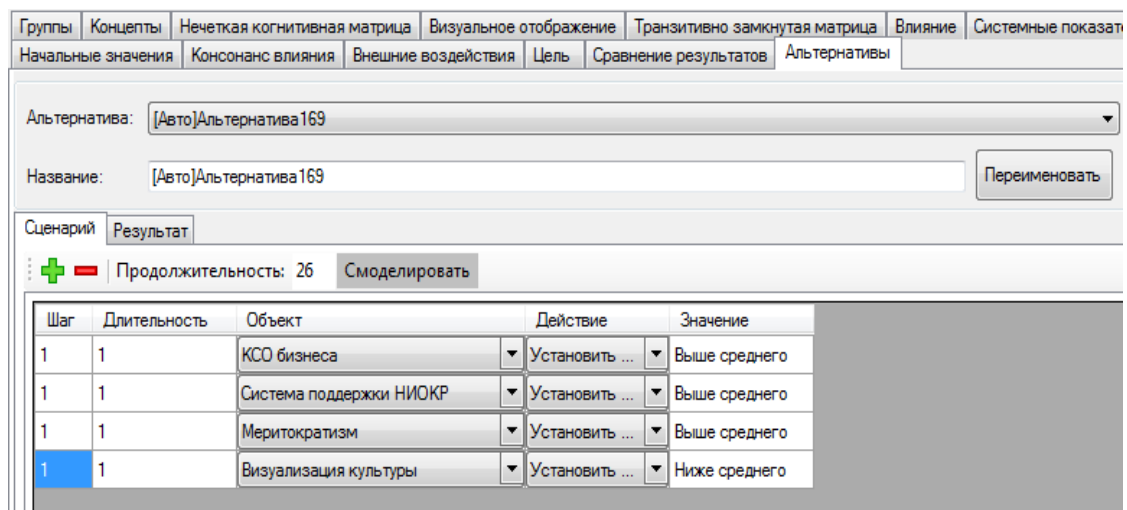 Группы Концепты Нечеткая когнитивная матрица Визуальное отображение Транзитивно замкнутая матрица Влияние Системные показат
Начальные значения Консонанс влияния Внешние воздействия Цель Сравнение результатов Альтернативы
Альтернатива: [Авто]Альтернатива169
Название: [Авто]Альтернатива169 Переименовать
Сценарий Результат
Продолжительность: 26 Смоделировать
Шаг Длительность Объект Действие Значение
1 1 КСО бизнеса Установить ... Выше среднего
1 1 Система поддержки НИОКР Установить ... Выше среднего
1 1 Меритократизм Установить ... Выше среднего
1 1 Визуализация культуры Установить ... Ниже среднего